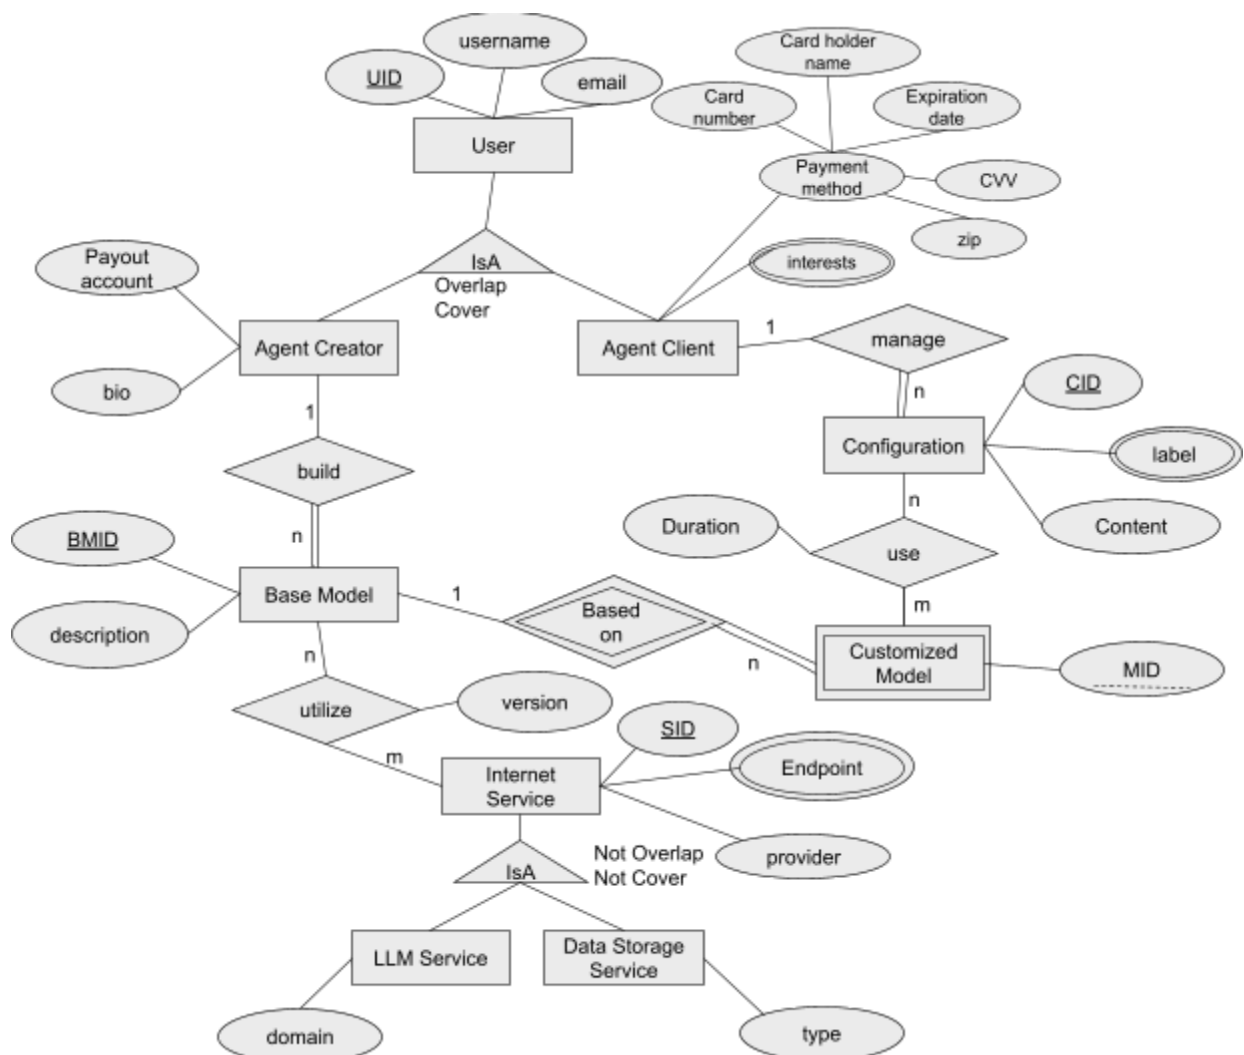 username
UID
email
User
Card holder
name
Card
number
Expiration
date
Payment
method
CVV
zip
interests
IsA
Overlap
Cover
Payout
account
bio
Agent Creator
Agent Client
1
manage
n
CID
Configuration
label
Content
n
Duration
use
m
1
build
n
BMID
Base Model
description
1
Based
on
n
Customized
Model
MID
n
utilize
version
m
SID
Internet
Service
Endpoint
provider
IsA
Not Overlap
Not Cover
LLM Service
Data Storage
Service
domain
type